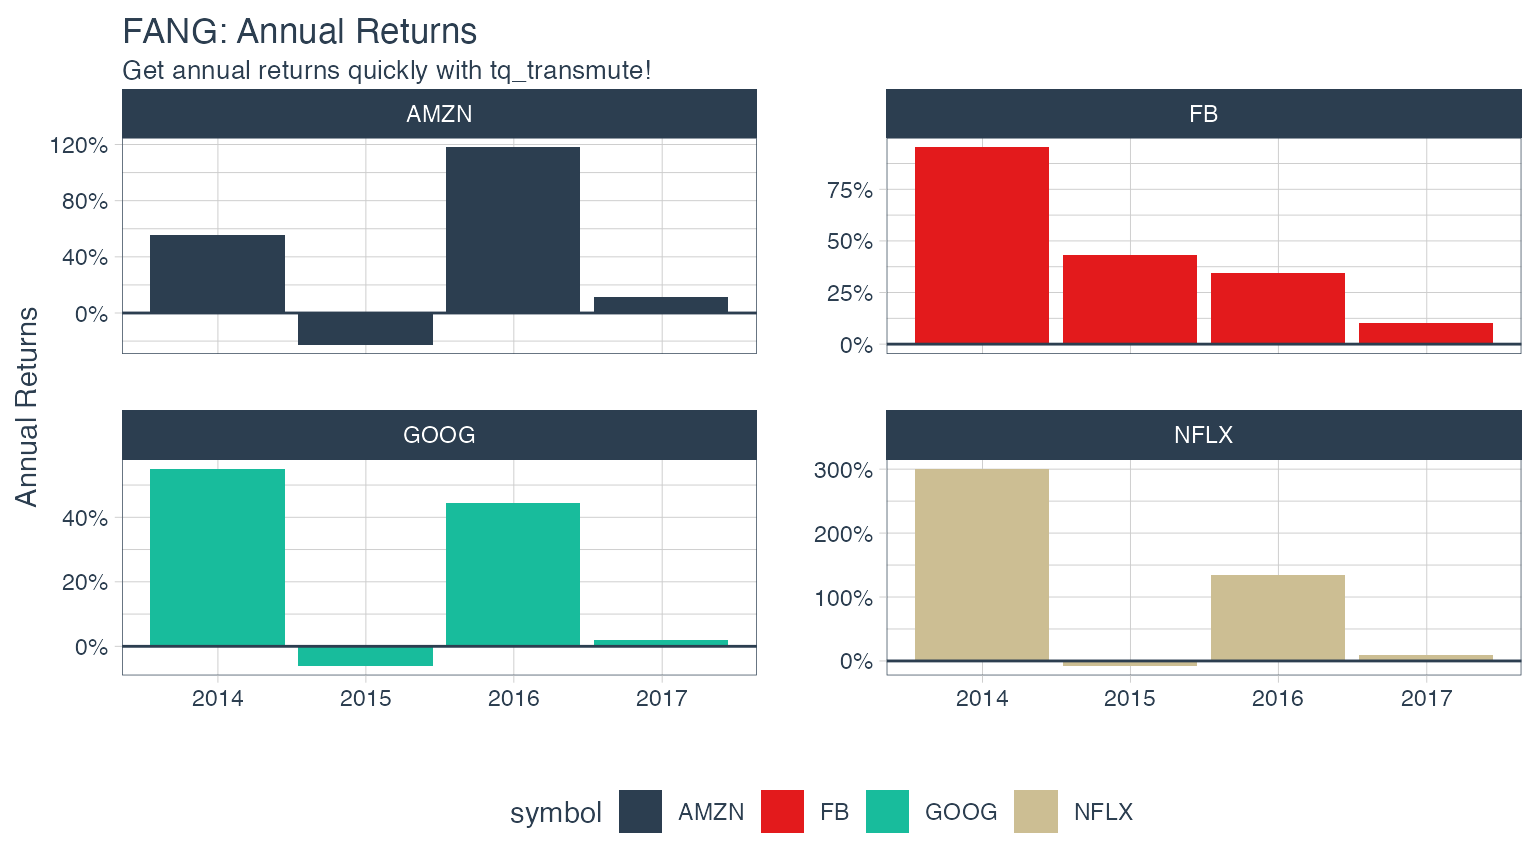 FANG: Annual Returns
Get annual returns quickly with tq_transmute!
Annual Returns
AMZN
120%
80%
40%
0%
FB
75%
50%
25%
0%
GOOG
40%
20%
0%
2014 2015 2016 2017
NFLX
300%
200%
100%
0%
2014 2015 2016 2017
symbol AMZN FB GOOG NFLX